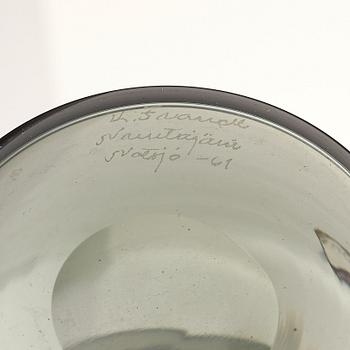 K. Franck
Nuutajärvi
Notsjö -61